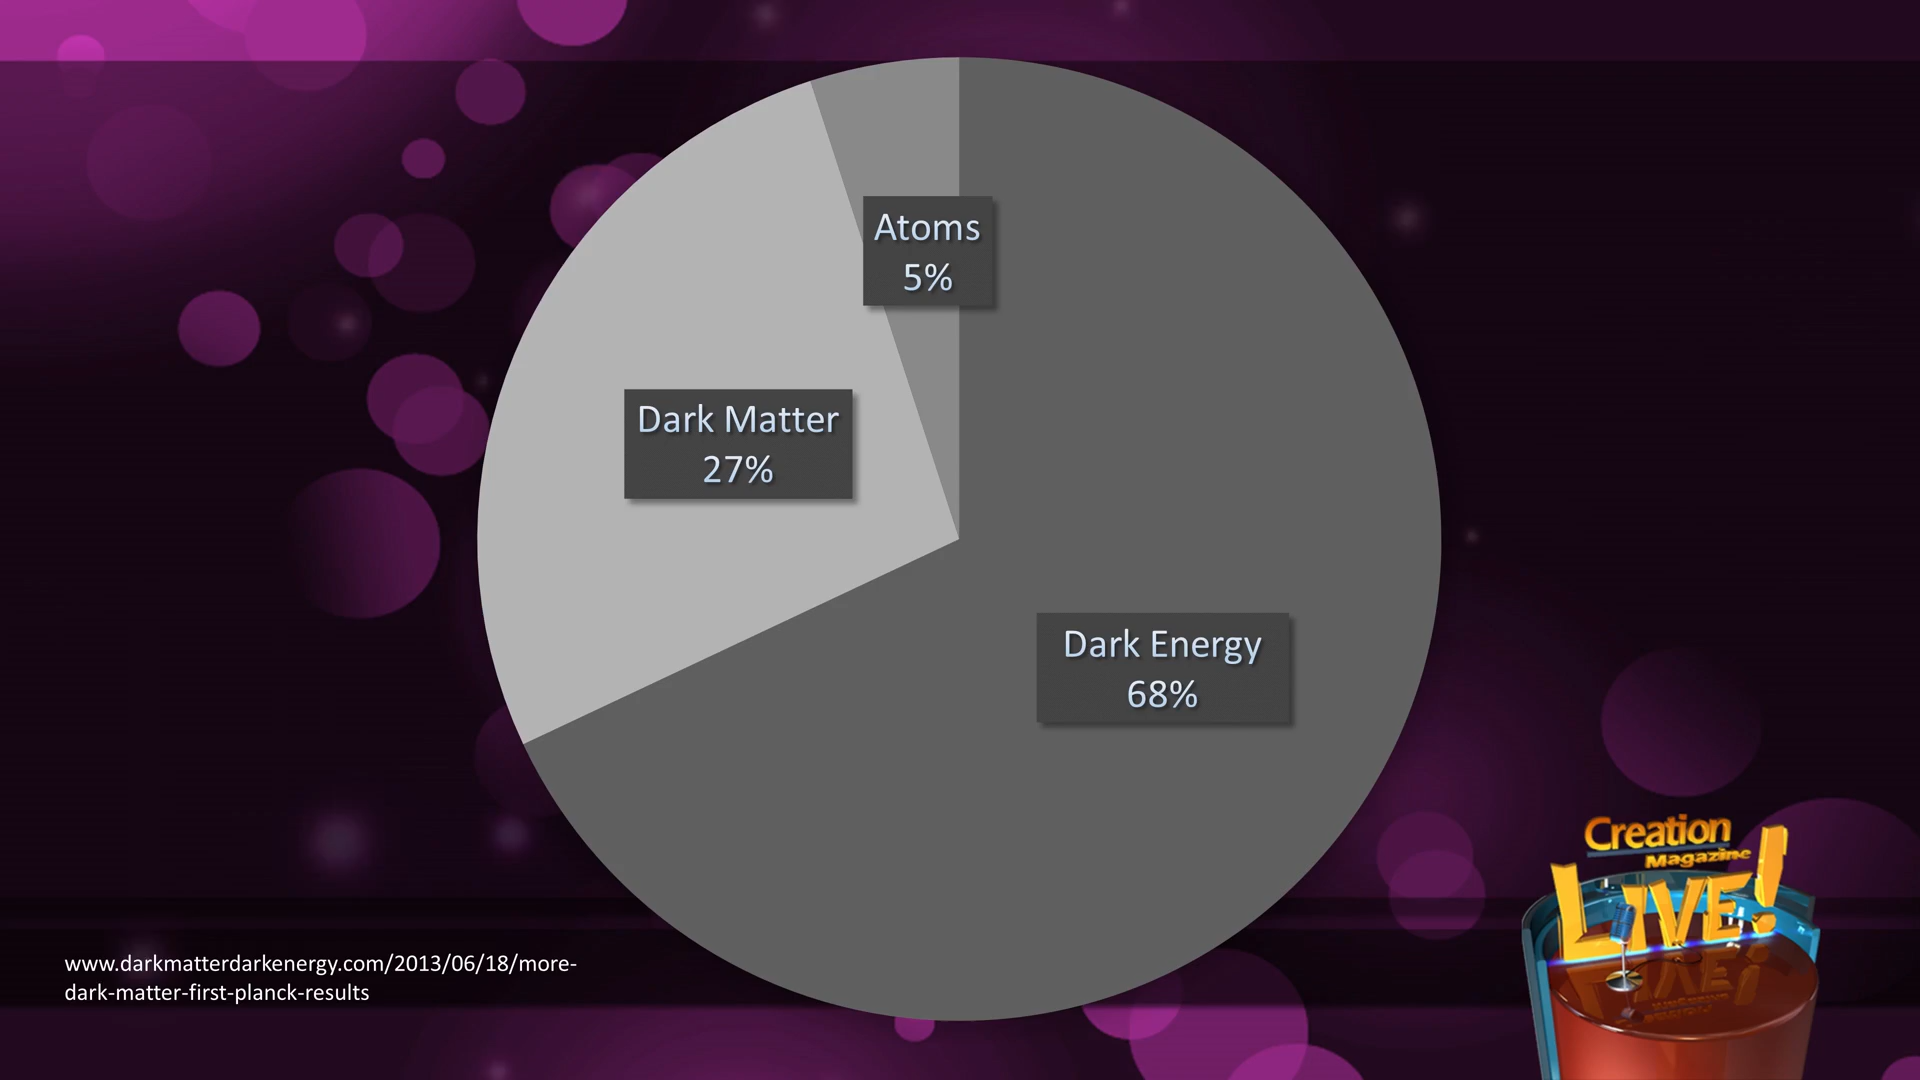 Atoms
5%
Dark Matter
27%
Dark Energy
68%
Creation
Magazine
LIVE!
www.darkmatterdarkenergy.com/2013/06/18/more-
dark-matter-first-planck-results